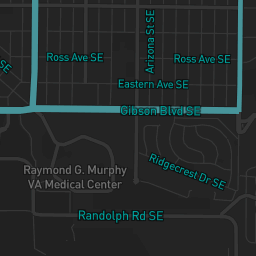 Arizona St SE
Ross Ave SE
Ross Ave SE
SE
Eastern Ave SE
Gibson Blvd SE
Ridgecrest Dr SE
Raymond G. Murphy
VA Medical Center
Randolph Rd SE